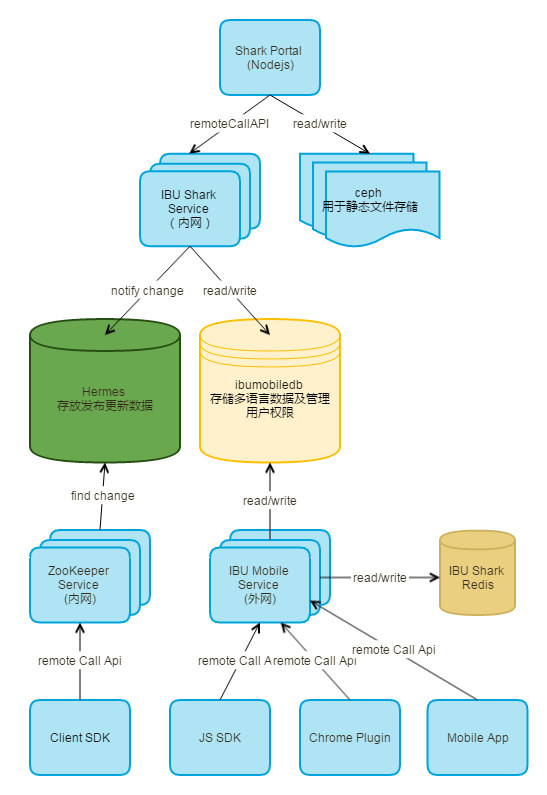 Shark Portal
(Nodejs)
remoteCallAPI
read/write
IBU Shark
Service
（内网）
ceph
用于静态文件存储
notify change
read/write
Hermes
存放发布更新数据
ibumobiledb
存储多语言数据及管理
用户权限
find change
read/write
ZooKeeper
Service
(内网)
IBU Mobile
Service
(外网)
read/write
IBU Shark
Redis
remote Call Api
remote Call A
remote Call Api
remote Call Api
Client SDK
JS SDK
Chrome Plugin
Mobile App